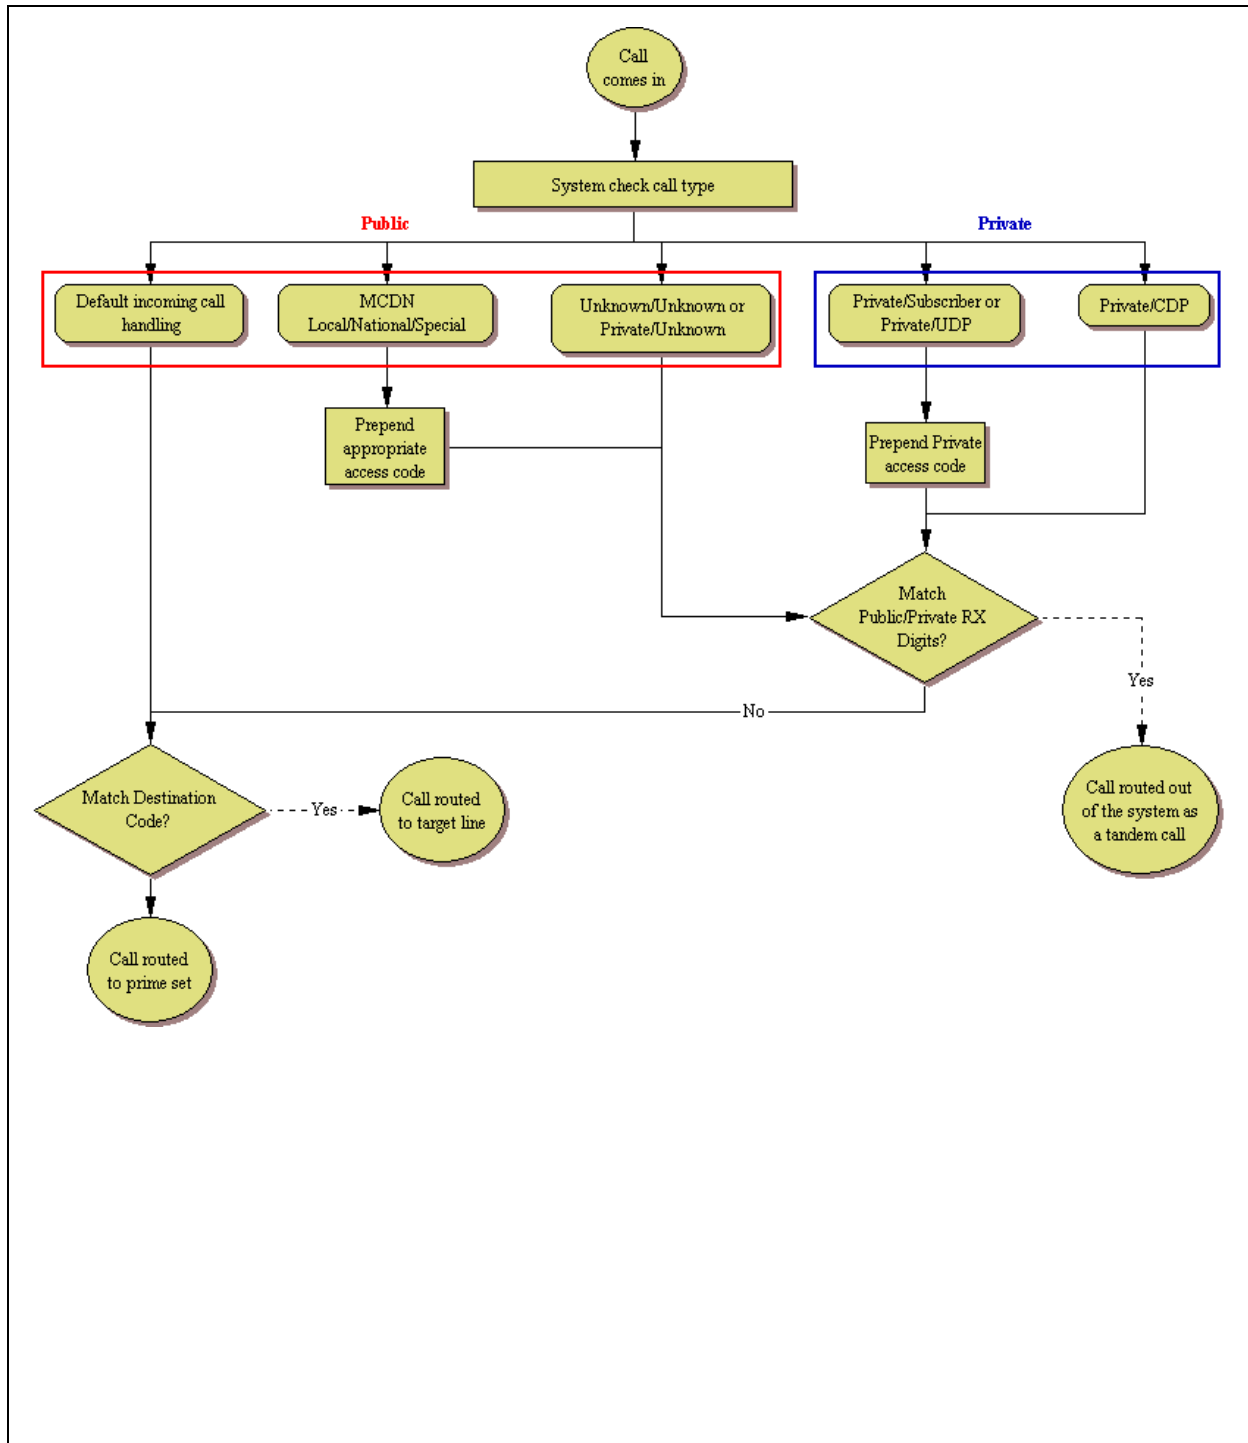 Call
comes in
System check call type
Public
Private
Default incoming call
handling
MCDN
Local/National/Special
Unknown/Unknown or
Private/Unknown
Private/Subscriber or
Private/UDP
Private/CDP
Prepend
appropriate
access code
Prepend Private
access code
Match
Public/Private RX
Digits?
Yes
No
Match Destination
Code?
Yes
Call routed
to target line
Call routed out
of the system as
a tandem call
Call routed
to prime set